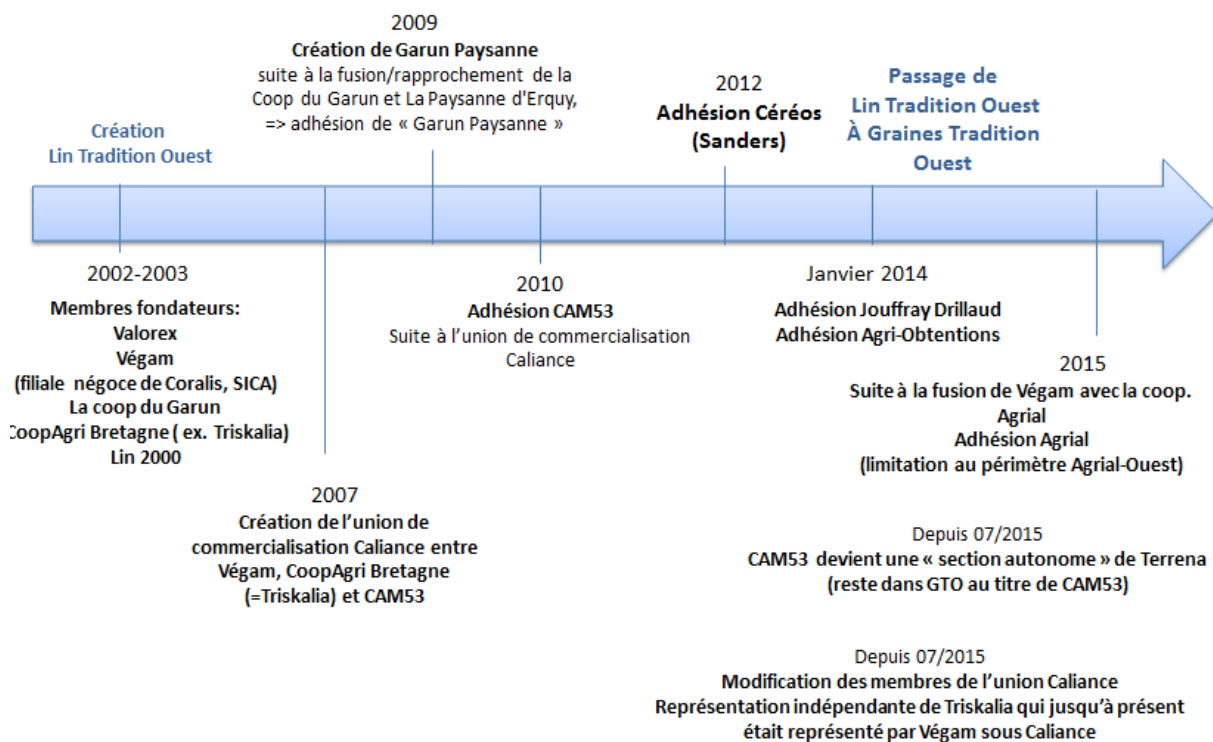 2009
Création de Garun Paysanne
suite à la fusion/rapprochement de la
Coop du Garun et La Paysanne d'Erquy,
=> adhésion de « Garun Paysanne »
2012
Adhésion Céréos
(Sanders)
Passage de
Lin Tradition Ouest
À Graines Tradition
Ouest
Création
Lin Tradition Ouest
2002-2003
Membres fondateurs:
Valorex
Végam
(filiale négoce de Coralis, SICA)
La coop du Garun
CoopAgri Bretagne ( ex. Triskalia)
Lin 2000
2007
Création de l'union de
commercialisation Caliance entre
Végam, CoopAgri Bretagne
(=Triskalia) et CAM53
2010
Adhésion CAM53
Suite à l'union de commercialisation
Caliance
Janvier 2014
Adhésion Jouffray Drillaud
Adhésion Agri-Obtentions
2015
Suite à la fusion de Végam avec la coop.
Agrial
Adhésion Agrial
(limitation au périmètre Agrial-Ouest)
Depuis 07/2015
CAM53 devient une « section autonome » de Terrena
(reste dans GTO au titre de CAM53)
Depuis 07/2015
Modification des membres de l'union Caliance
Représentation indépendante de Triskalia qui jusqu'à présent
était représenté par Végam sous Caliance